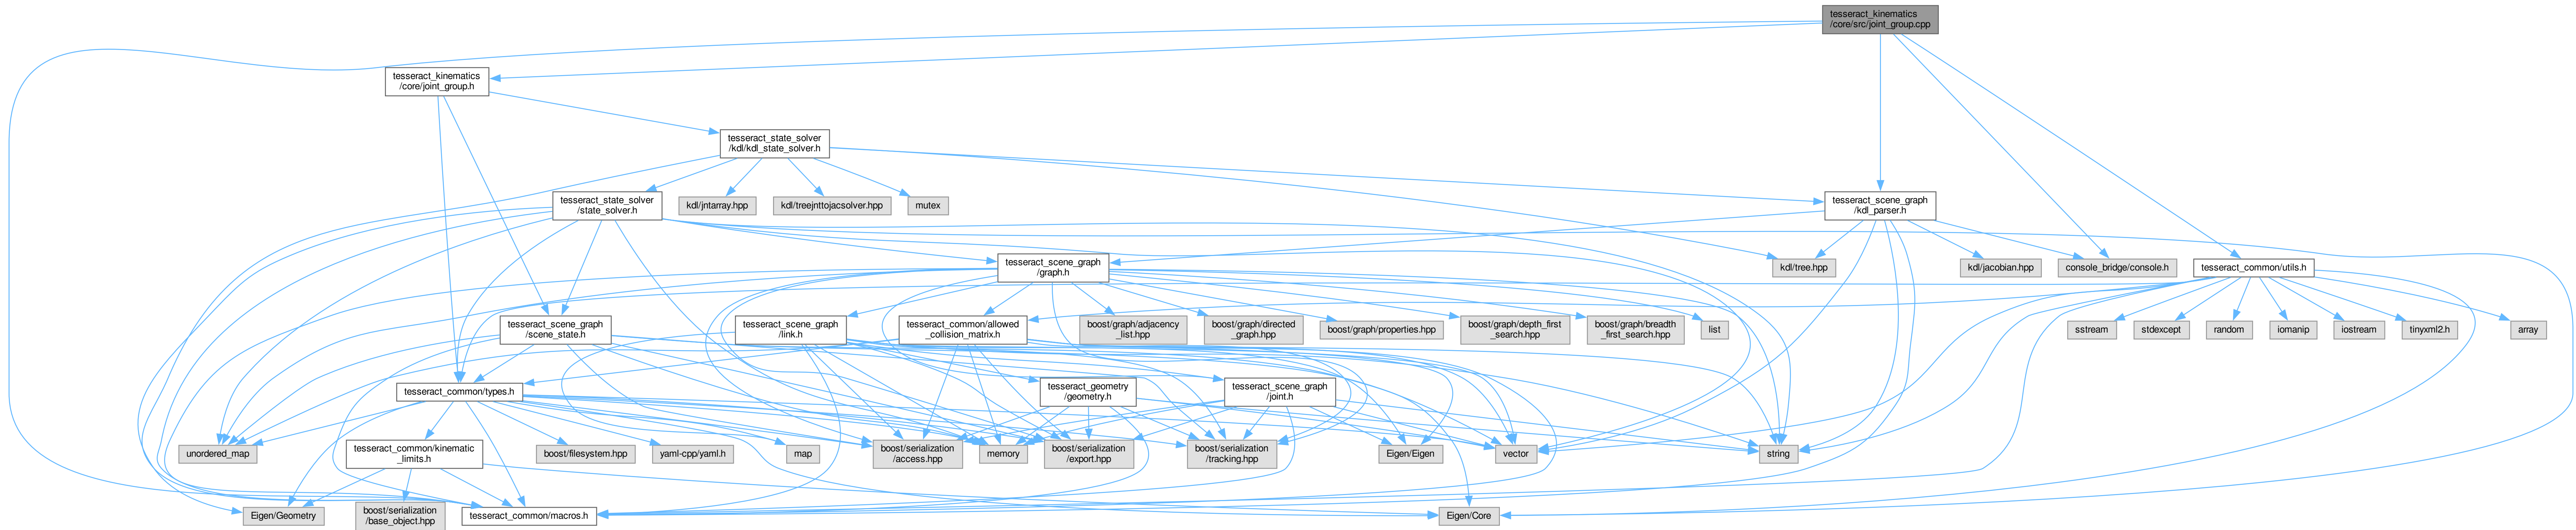 tesseract_kinematics
/core/src/joint_group.cpp
tesseract_kinematics
/core/joint_group.h
tesseract_state_solver
/kdl/kdl_state_solver.h
tesseract_state_solver
/state_solver.h
kdl/jntarray.hpp
kdl/treejnttojacsolver.hpp
mutex
tesseract_scene_graph
/kdl_parser.h
tesseract_scene_graph
/graph.h
kdl/tree.hpp
kdl/jacobian.hpp
console_bridge/console.h
tesseract_common/utils.h
tesseract_scene_graph
/scene_state.h
tesseract_scene_graph
/link.h
tesseract_common/allowed
_collision_matrix.h
boost/graph/adjacency
_list.hpp
boost/graph/directed
_graph.hpp
boost/graph/properties.hpp
boost/graph/depth_first
_search.hpp
boost/graph/breadth
_first_search.hpp
list
sstream
stdexcept
random
iomanip
iostream
tinyxml2.h
array
tesseract_common/types.h
tesseract_geometry
/geometry.h
tesseract_scene_graph
/joint.h
unordered_map
tesseract_common/kinematic
_limits.h
boost/filesystem.hpp
yaml-cpp/yaml.h
map
boost/serialization
/access.hpp
memory
boost/serialization
/export.hpp
boost/serialization
/tracking.hpp
Eigen/Eigen
vector
string
Eigen/Geometry
boost/serialization
/base_object.hpp
tesseract_common/macros.h
Eigen/Core